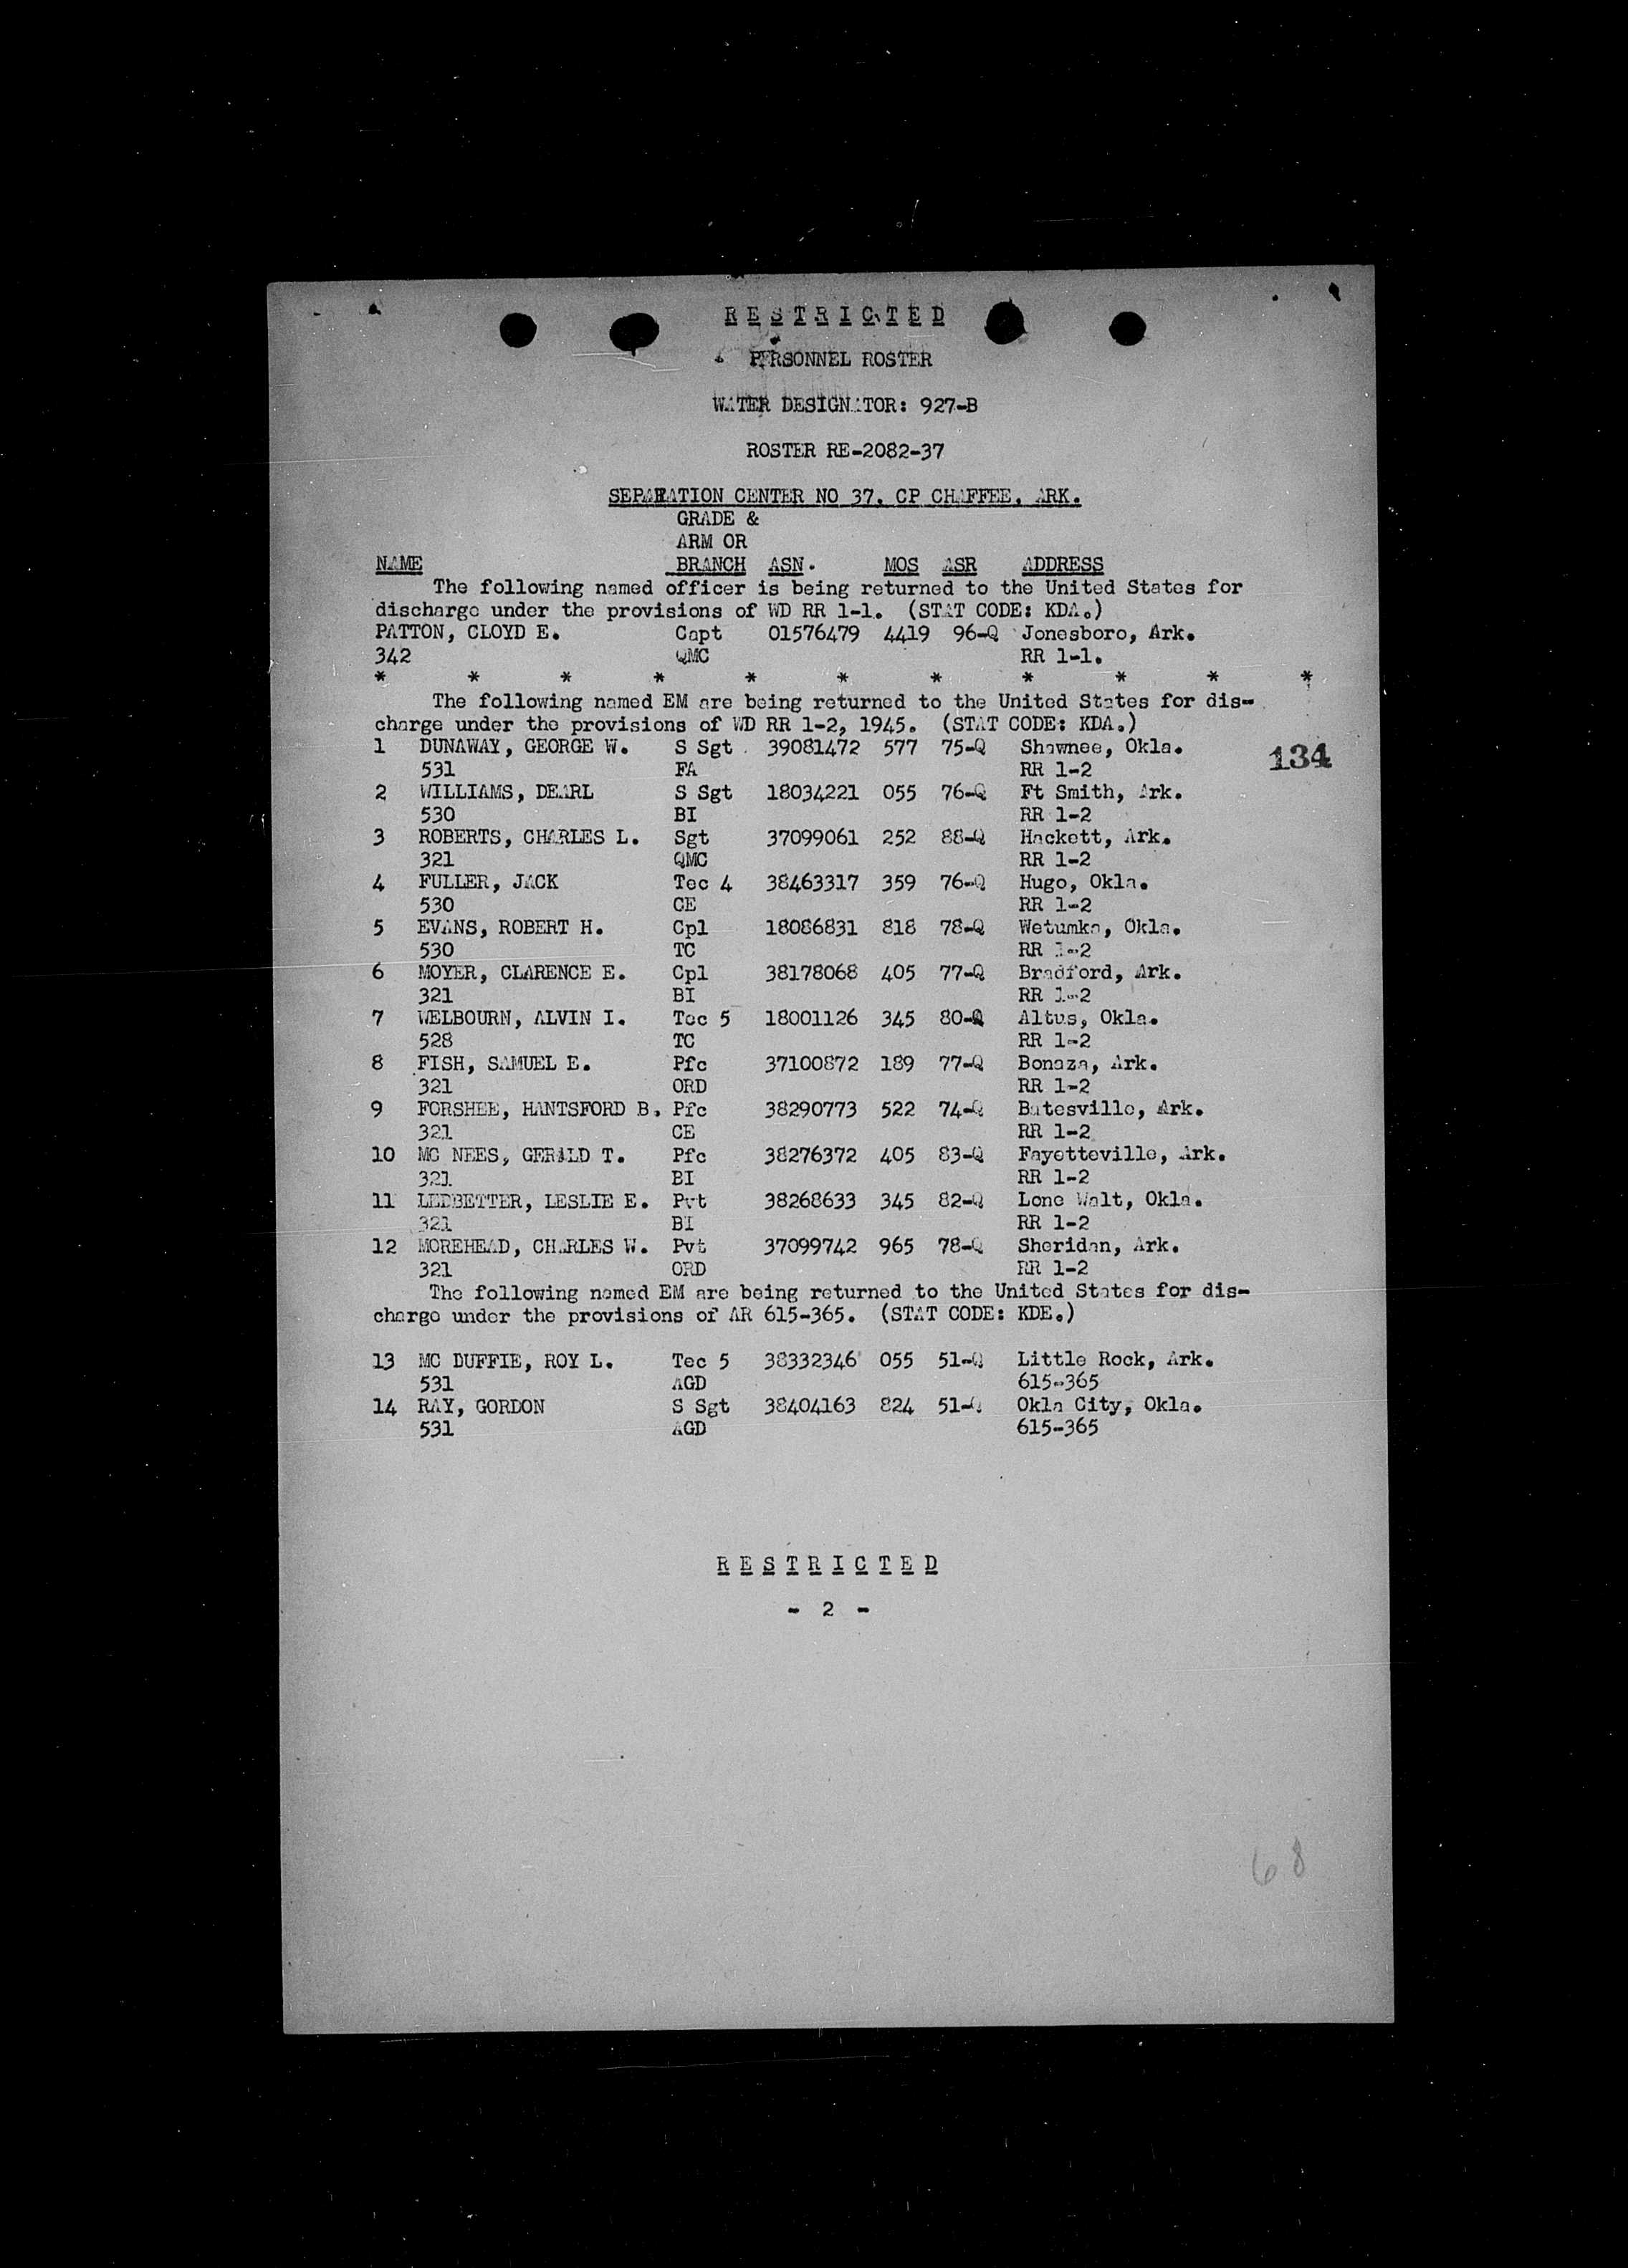 RESTRICTED
PERSONNEL ROSTER
WATER DESIGNATOR: 927-B
ROSTER RE-2082-37
SEPARATION CENTER NO 37, CP CHAFFEE, ARK.
GRADE &
ARM OR
NAME BRANCH ASN. MOS ASR ADDRESS
The following named officer is being returned to the United States for
discharge under the provisions of WD RR 1-1. (STAT CODE: KDA.)
PATTON, CLOYD E. Capt 01576479 4419 96-Q Jonesboro, Ark.
342 QMC RR 1-1.
* * * * * * * * * * *
The following named EM are being returned to the United States for dis-
charge under the provisions of WD RR 1-2, 1945. (STAT CODE: KDA.)
1 DUNAWAY, GEORGE W. S Sgt 39081472 577 75-Q Shawnee, Okla.
134
531 FA RR 1-2
2 WILLIAMS, DEARL S Sgt 18034221 055 76-Q Ft Smith, Ark.
530 BI RR 1-2
3 ROBERTS, CHARLES L. Sgt 37099061 252 88-Q Hackett, Ark.
321 QMC RR 1-2
4 FULLER, JACK Tec 4 38463317 359 76-Q Hugo, Okla.
530 CE RR 1-2
5 EVANS, ROBERT H. Cpl 18086831 818 78-Q Wetumka, Okla.
530 TC RR 1-2
6 MOYER, CLARENCE E. Cpl 38178068 405 77-Q Bradford, Ark.
321 BI RR 1-2
7 WELBOURN, ALVIN I. Tec 5 18001126 345 80-Q Altus, Okla.
528 TC RR 1-2
8 FISH, SAMUEL E. Pfc 37100872 189 77-Q Bonaza, Ark.
321 ORD RR 1-2
9 FORSHEE, HANTSFORD B. Pfc 38290773 522 74-Q Batesville, Ark.
321 CE RR 1-2
10 MC NEES, GERALD T. Pfc 38276372 405 83-Q Fayetteville, Ark.
321 BI RR 1-2
11 LEDBETTER, LESLIE E. Pvt 38268633 345 82-Q Lone Walt, Okla.
321 BI RR 1-2
12 MOREHEAD, CHARLES W. Pvt 37099742 965 78-Q Sheridan, Ark.
321 ORD RR 1-2
The following named EM are being returned to the United States for dis-
charge under the provisions of AR 615-365. (STAT CODE: KDE.)
13 MC DUFFIE, ROY L. Tec 5 38332346 055 51-Q Little Rock, Ark.
531 AGD 615-365
14 RAY, GORDON S Sgt 38404163 824 51-Q Okla City, Okla.
531 AGD 615-365
RESTRICTED
- 2 -
68